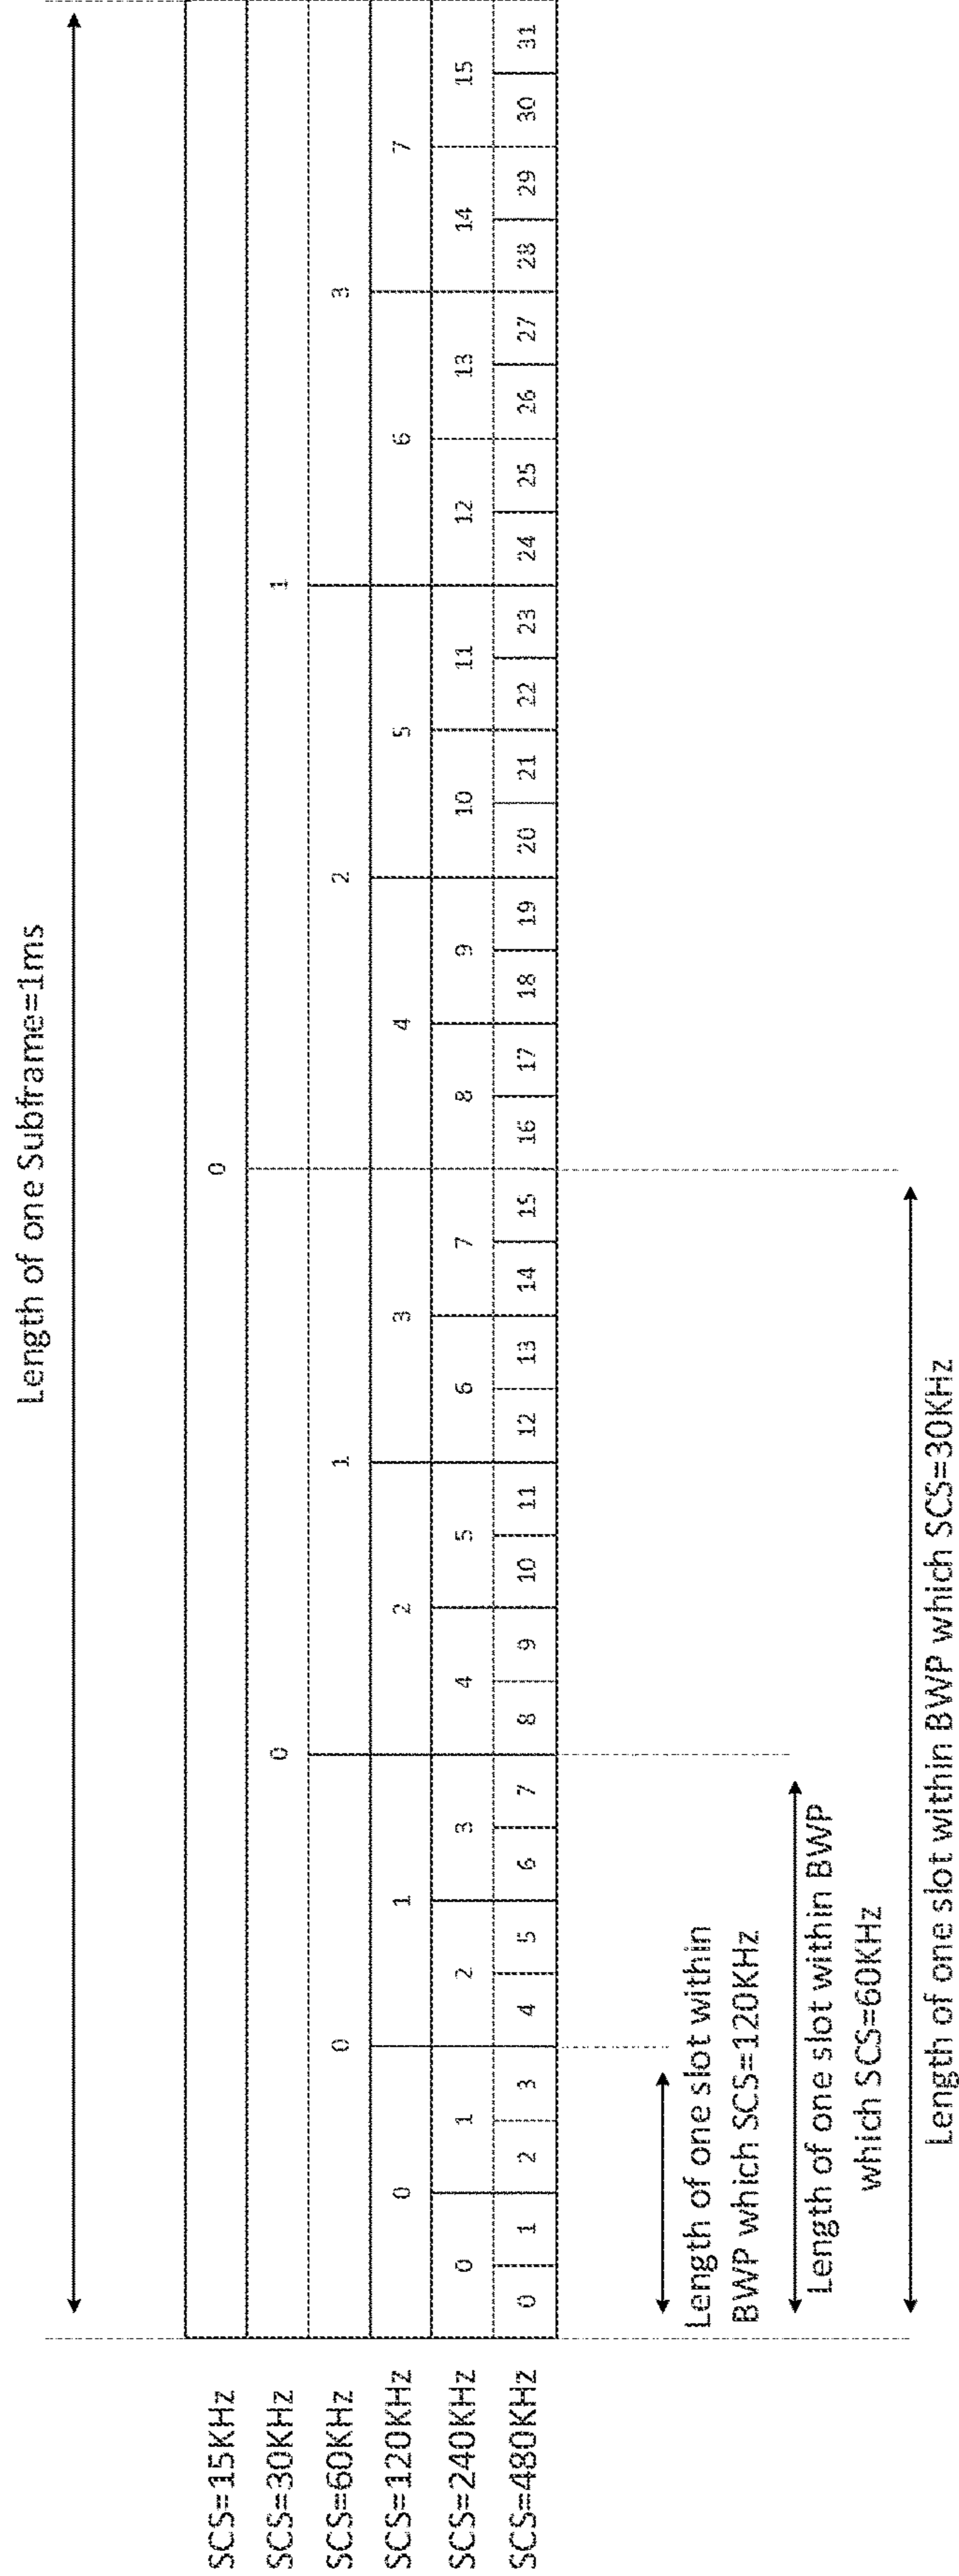 Length of one Subframe=1ms
SCS=15KHz 0
SCS=30KHz 0 1
SCS=60KHz 0 1 2 3
SCS=120KHz 0 1 2 3 4 5 6 7
SCS=240KHz 0 1 2 3 4 5 6 7 8 9 10 11 12 13 14 15
SCS=480KHz 0 1 2 3 4 5 6 7 8 9 10 11 12 13 14 15 16 17 18 19 20 21 22 23 24 25 26 27 28 29 30 31
Length of one slot within
BWP which SCS=120KHz
Length of one slot within BWP
which SCS=60KHz
Length of one slot within BWP which SCS=30KHz